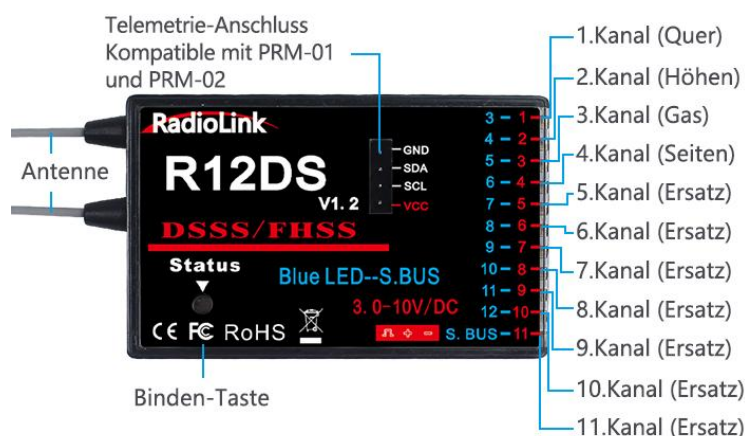 Telemetrie-Anschluss
Kompatible mit PRM-01
und PRM-02
Antenne
RadioLink
R12DS
V1.2
DSSS/FHSS
Status
Blue LED--S.BUS
3.0-10V/DC
CE FC RoHS
GND
SDA
SCL
VCC
3 - 1
4 - 2
5 - 3
6 - 4
7 - 5
8 - 6
9 - 7
10 - 8
11 - 9
12 - 10
S. BUS - 11
Binden-Taste
1.Kanal (Quer)
2.Kanal (Höhen)
3.Kanal (Gas)
4.Kanal (Seiten)
5.Kanal (Ersatz)
6.Kanal (Ersatz)
7.Kanal (Ersatz)
8.Kanal (Ersatz)
9.Kanal (Ersatz)
10.Kanal (Ersatz)
11.Kanal (Ersatz)